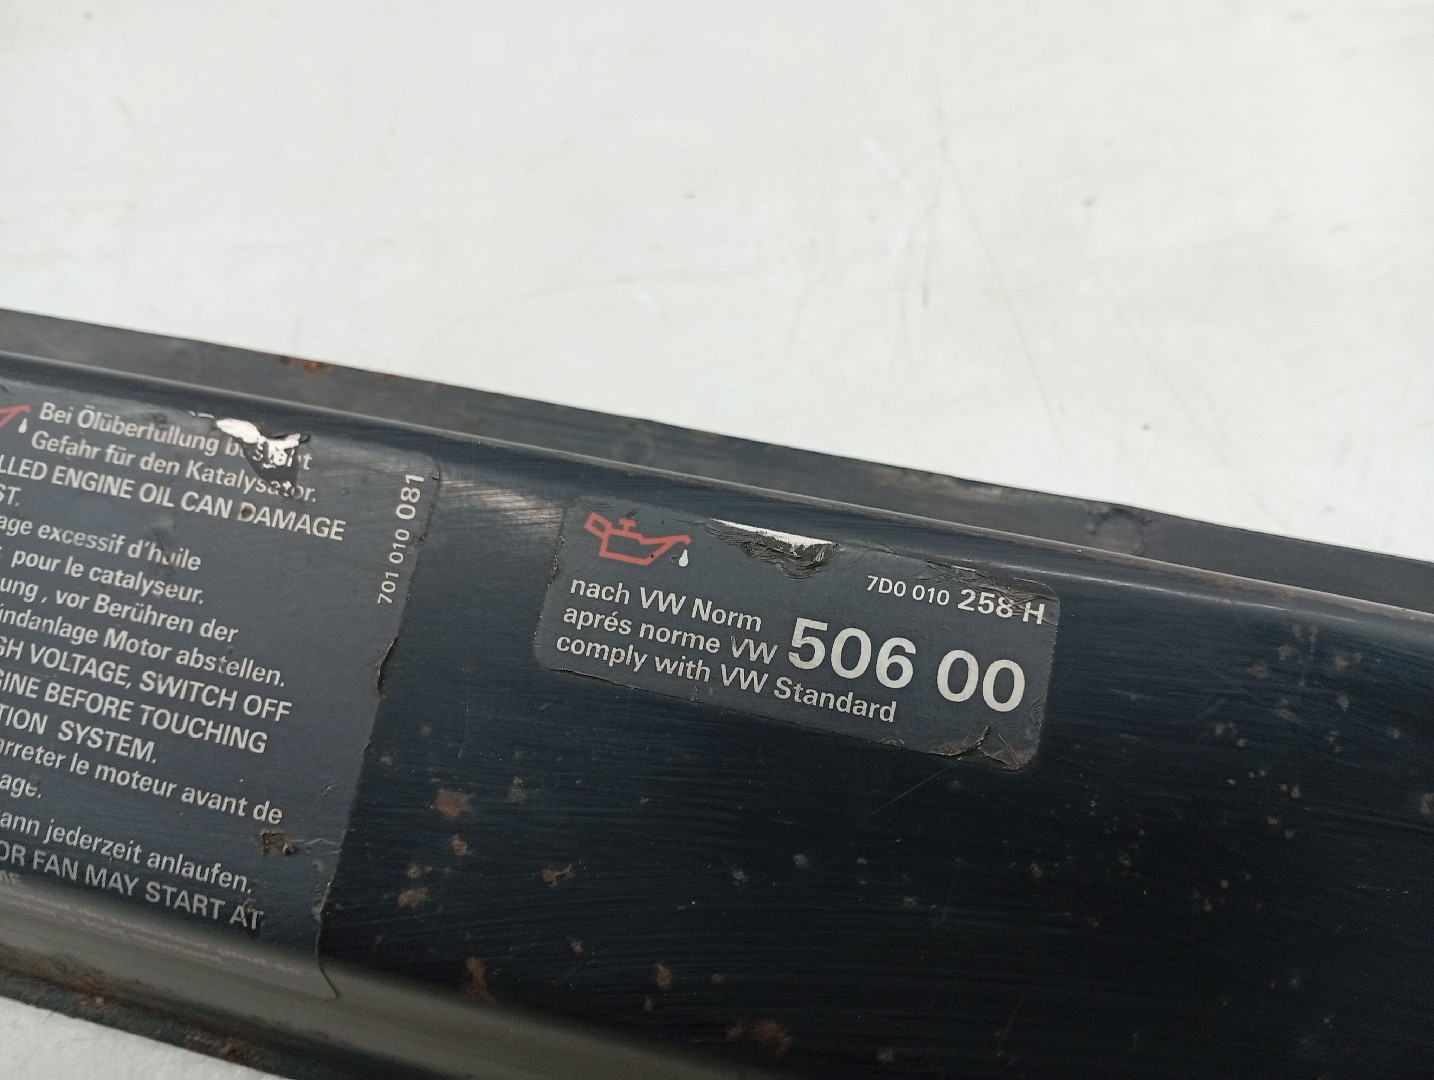 Bei Ölüberfüllung
Gefahr für den Katalysator.
LLED ENGINE OIL CAN DAMAGE
ST.
age excessif d'huile
pour le catalyseur.
ung, vor Berühren der
ndanlage Motor abstellen.
GH VOLTAGE, SWITCH OFF
GINE BEFORE TOUCHING
TION SYSTEM.
arreter le moteur avant de
age.
ann jederzeit anlaufen.
OR FAN MAY START AT
701 010 081
7D0 010 258 H
nach VW Norm
aprés norme VW
comply with VW Standard
506 00